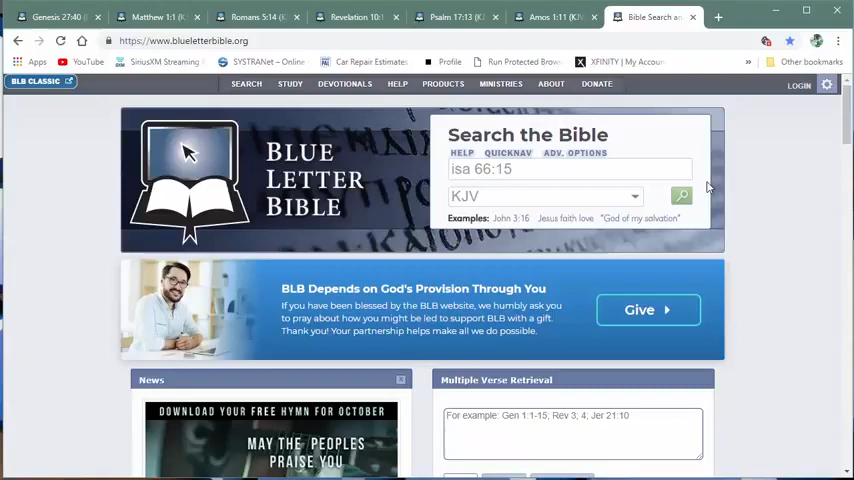 Genesis 27:40 (
Matthew 1:1 (K
Romans 5:14 (K
Revelation 10:
Psalm 17:13 (K
Amos 1:11 (KJ
Bible Search an
https://www.blueletterbible.org
Apps YouTube SiriusXM Streaming SYSTRANet – Online Car Repair Estimates Profile Run Protected Brow XFINITY | My Accou » Other bookmarks
BLB CLASSIC
SEARCH STUDY DEVOTIONALS HELP PRODUCTS MINISTRIES ABOUT DONATE LOGIN
BLUE
LETTER
BIBLE
Search the Bible
HELP QUICKNAV ADV. OPTIONS
isa 66:15
KJV
Examples: John 3:16 Jesus faith love "God of my salvation"
BLB Depends on God's Provision Through You
If you have been blessed by the BLB website, we humbly ask you
to pray about how you might be led to support BLB with a gift.
Thank you! Your partnership helps make all we do possible.
Give
News
DOWNLOAD YOUR FREE HYMN FOR OCTOBER
MAY THE PEOPLES
PRAISE YOU
Multiple Verse Retrieval
For example: Gen 1:1-15; Rev 3; 4; Jer 21:10